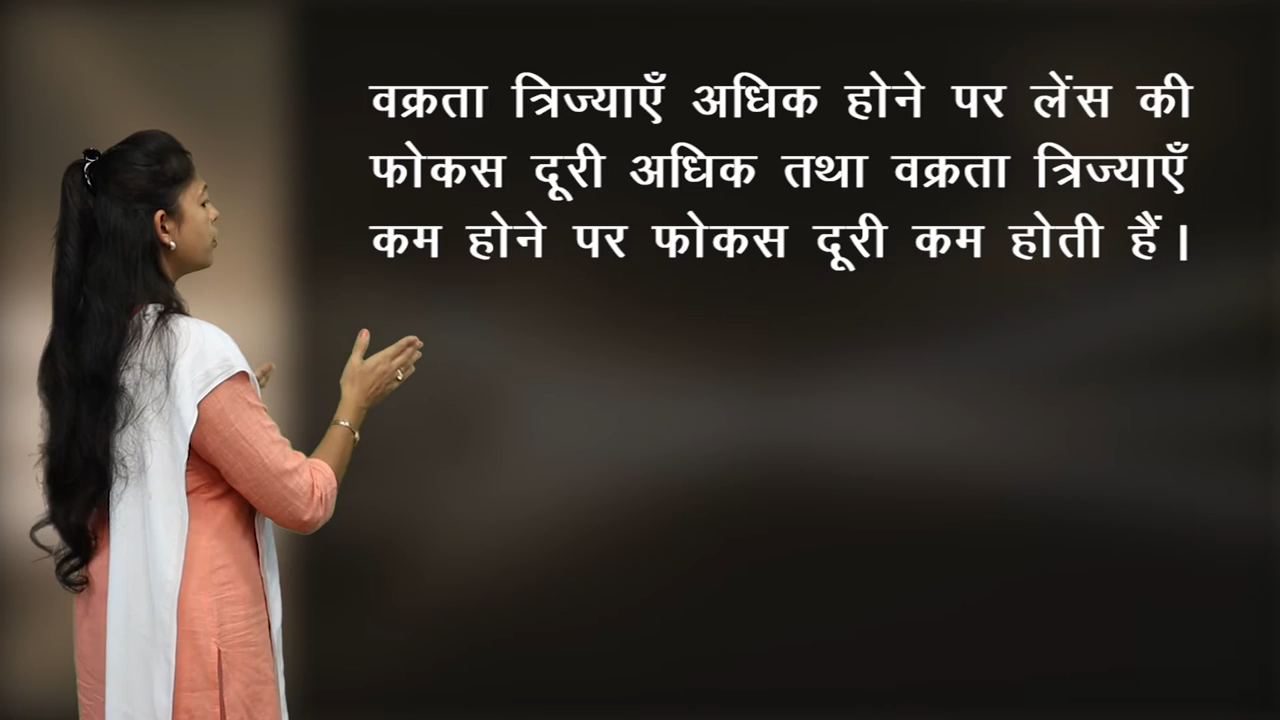 वक्रता त्रिज्याएँ अधिक होने पर लेंस की
फोकस दूरी अधिक तथा वक्रता त्रिज्याएँ
कम होने पर फोकस दूरी कम होती हैं।